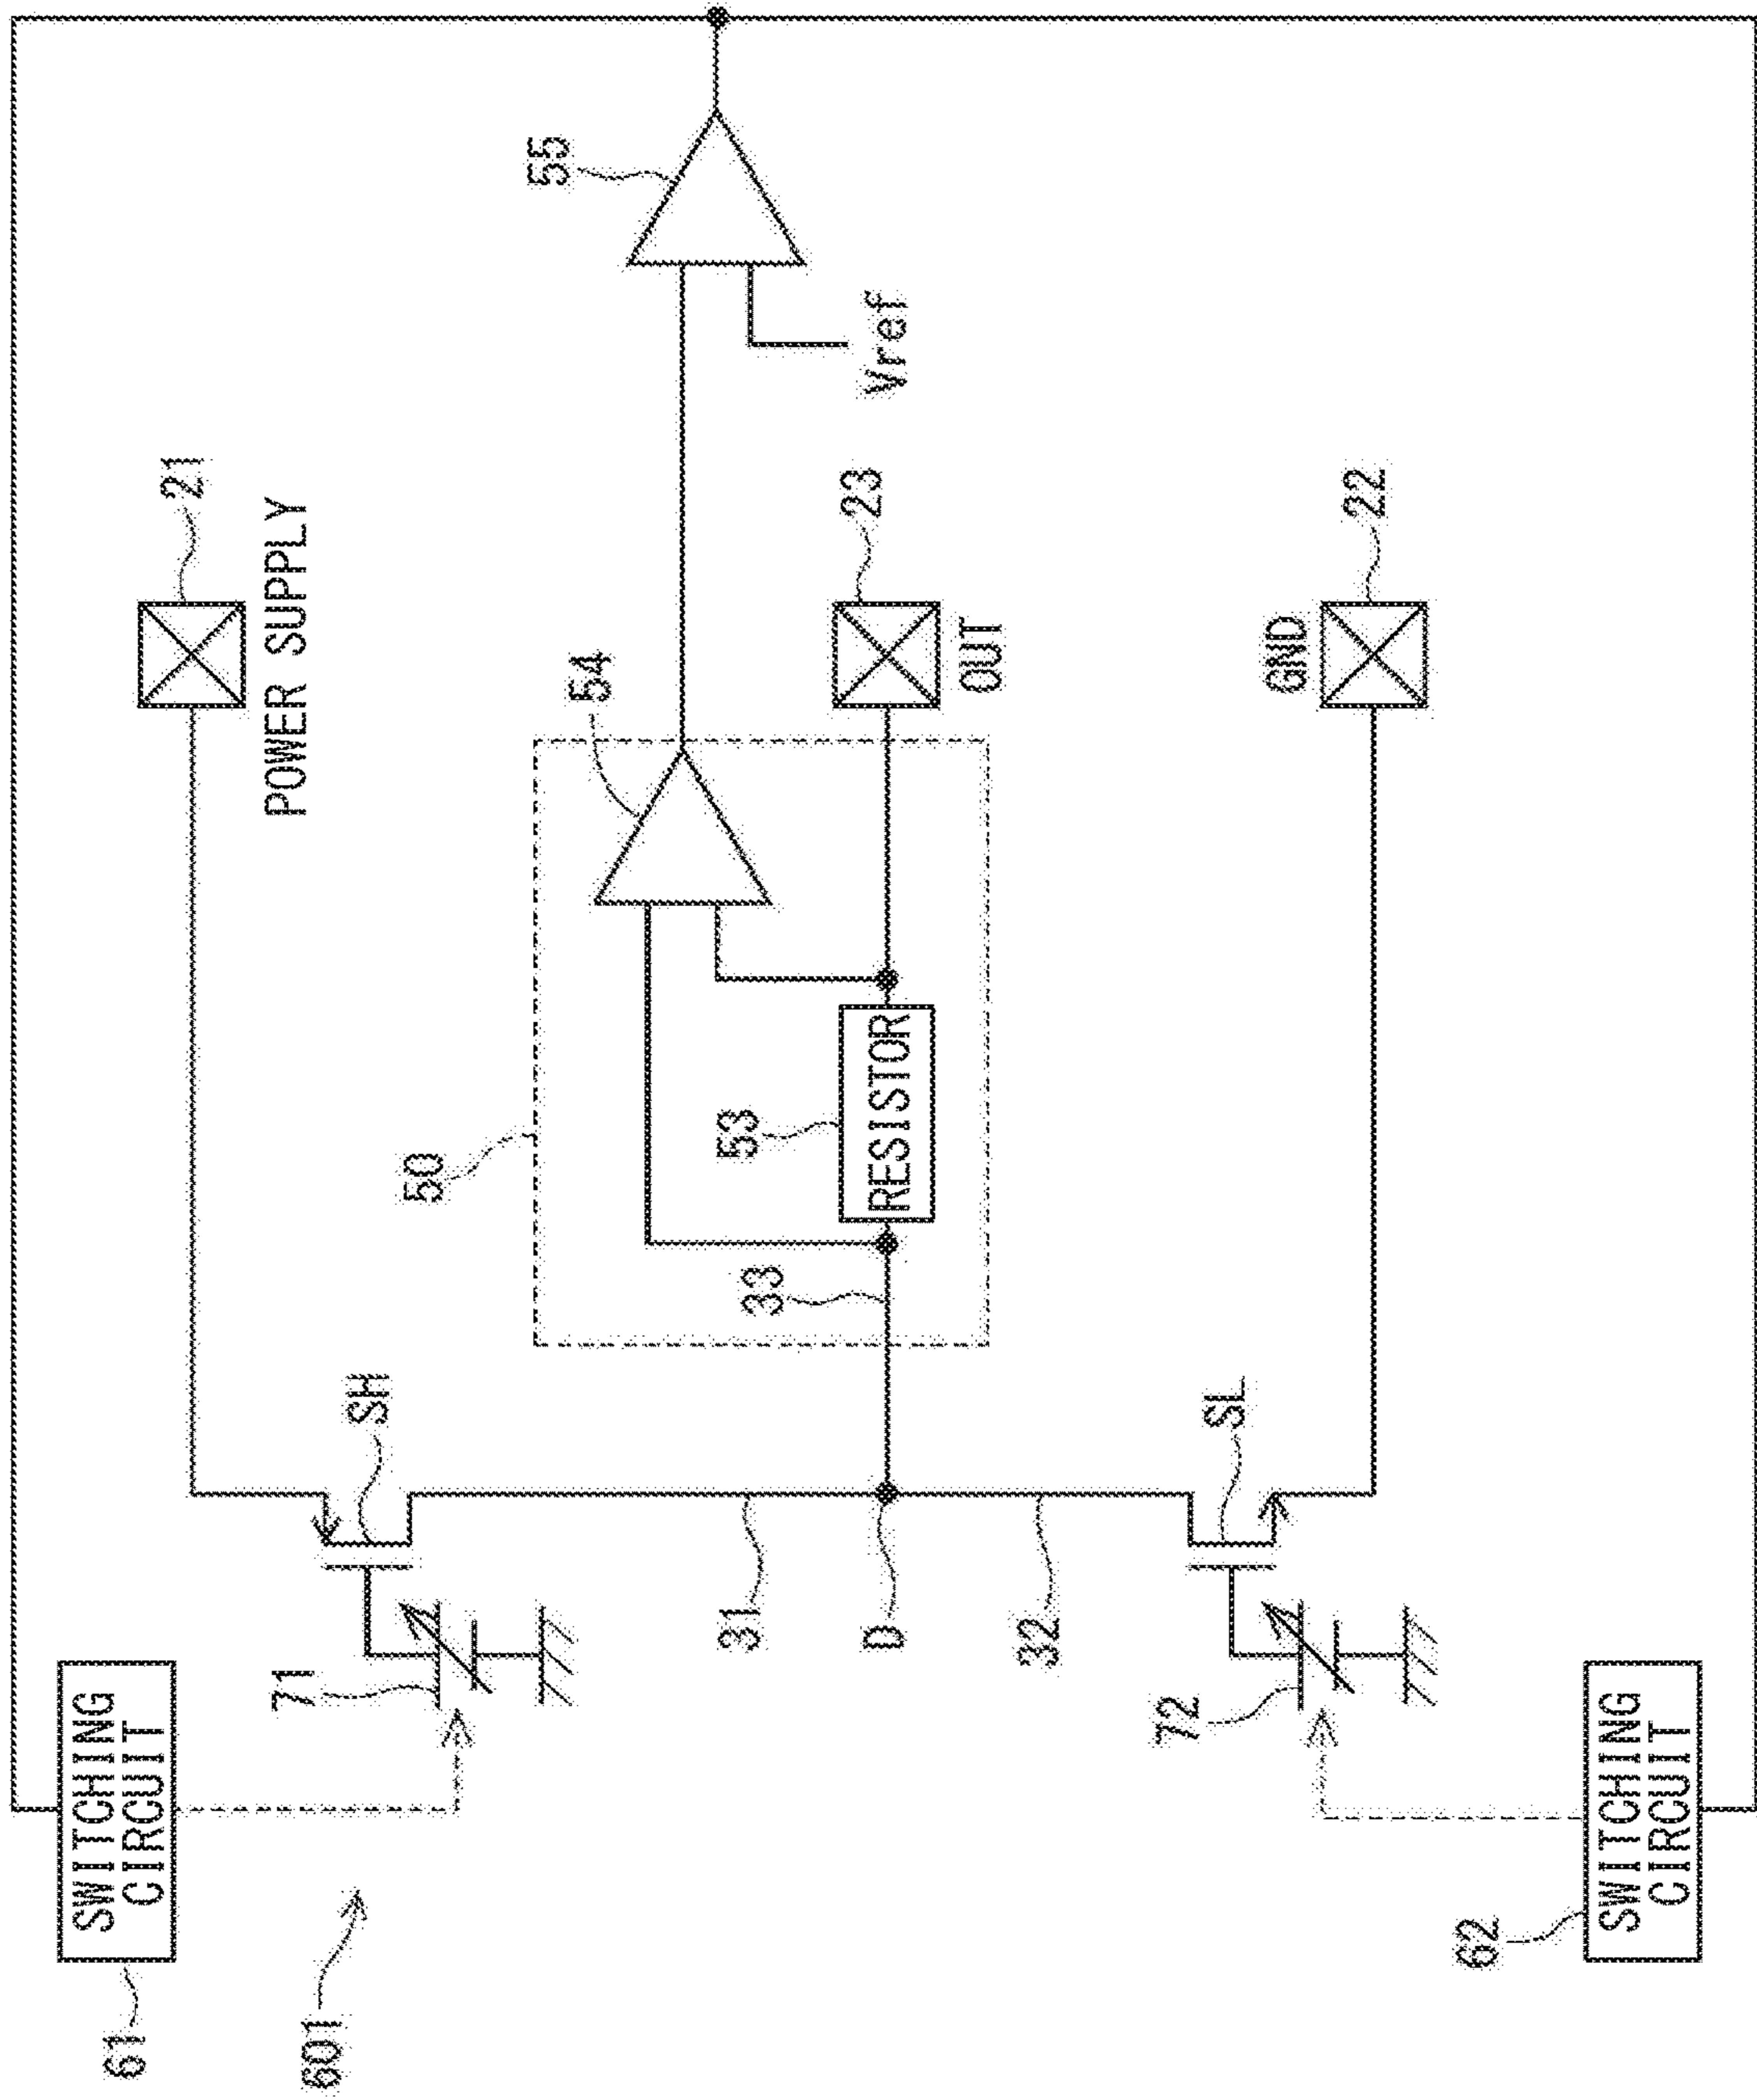 61
SWITCHING
CIRCUIT
601
71
SH
21
POWER SUPPLY
50
54
55
Vref
31
33
53
RESISTOR
23
OUT
D
32
72
SL
GND
22
62
SWITCHING
CIRCUIT